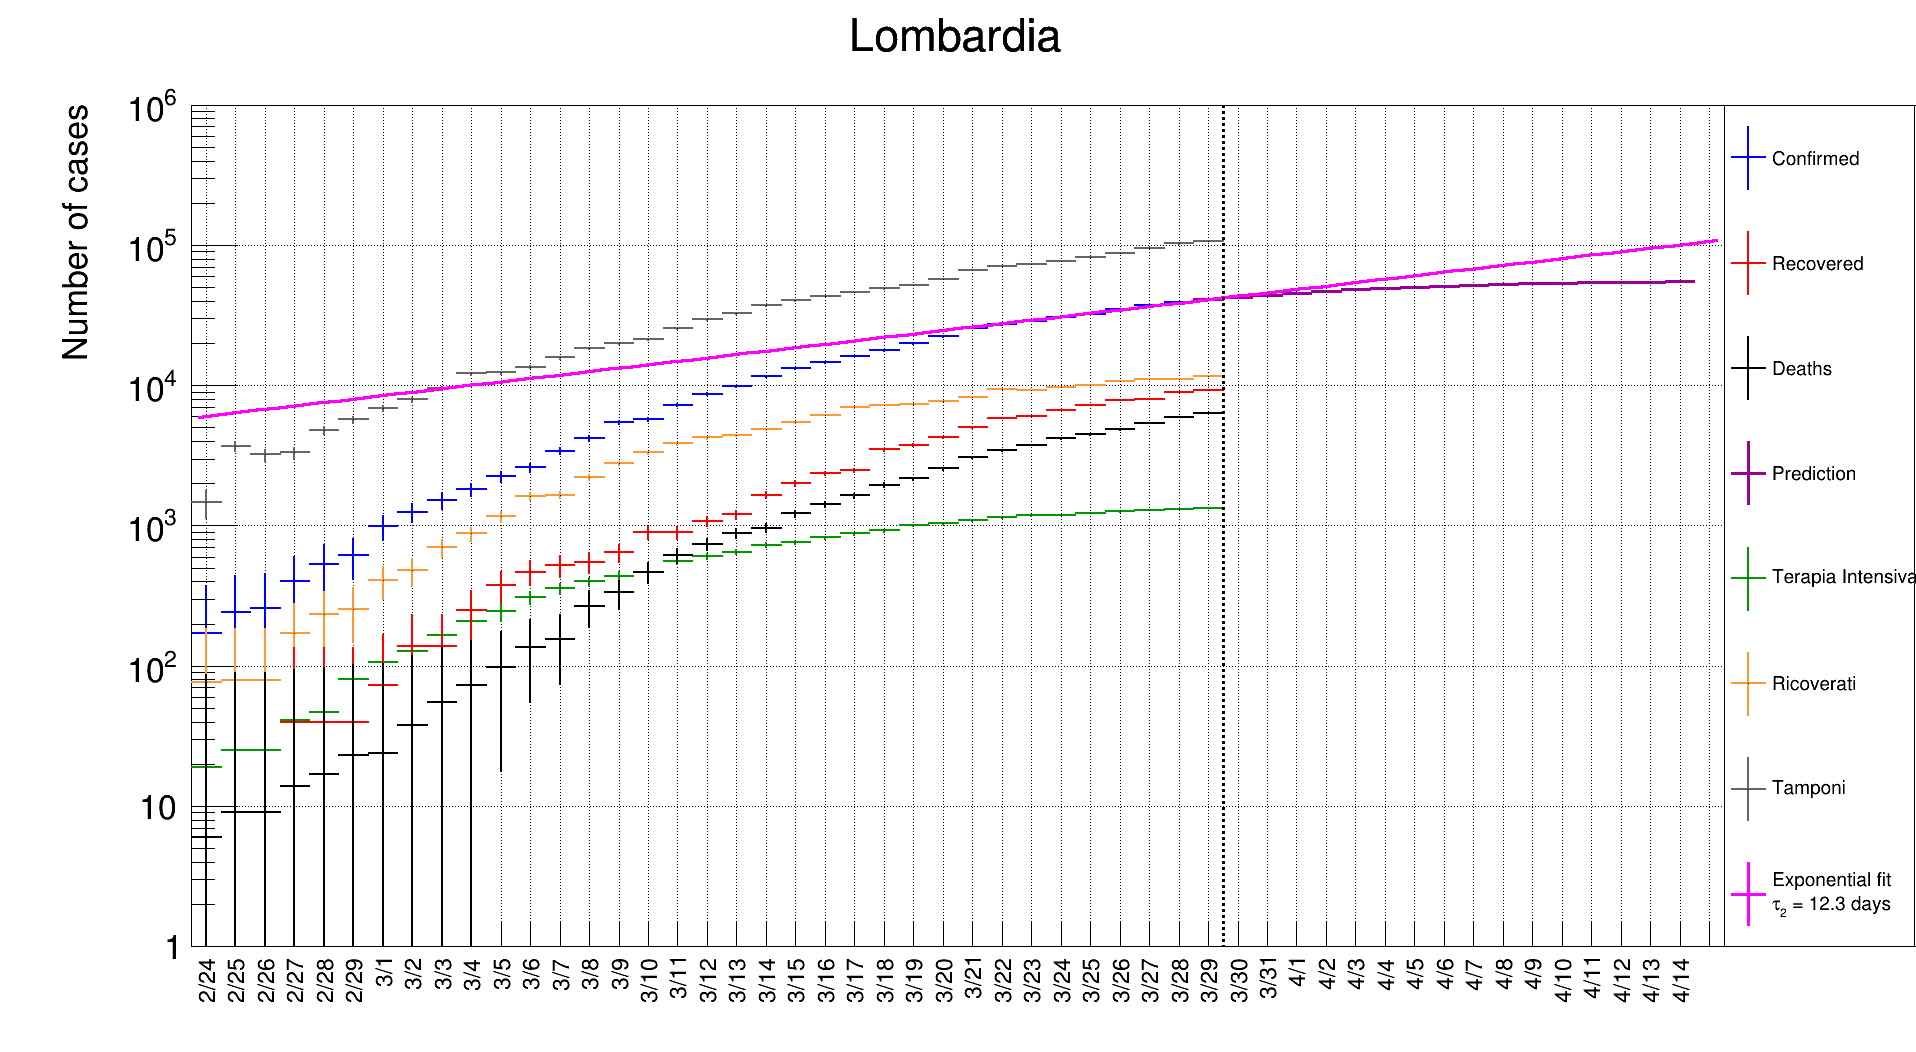 Lombardia
Number of cases
10^6
10^5
10^4
10^3
10^2
10
1
2/24 2/25 2/26 2/27 2/28 2/29 3/1 3/2 3/3 3/4 3/5 3/6 3/7 3/8 3/9 3/10 3/11 3/12 3/13 3/14 3/15 3/16 3/17 3/18 3/19 3/20 3/21 3/22 3/23 3/24 3/25 3/26 3/27 3/28 3/29 3/30 3/31 4/1 4/2 4/3 4/4 4/5 4/6 4/7 4/8 4/9 4/10 4/11 4/12 4/13 4/14
Confirmed
Recovered
Deaths
Prediction
Terapia Intensiva
Ricoverati
Tamponi
Exponential fit
τ₂ = 12.3 days